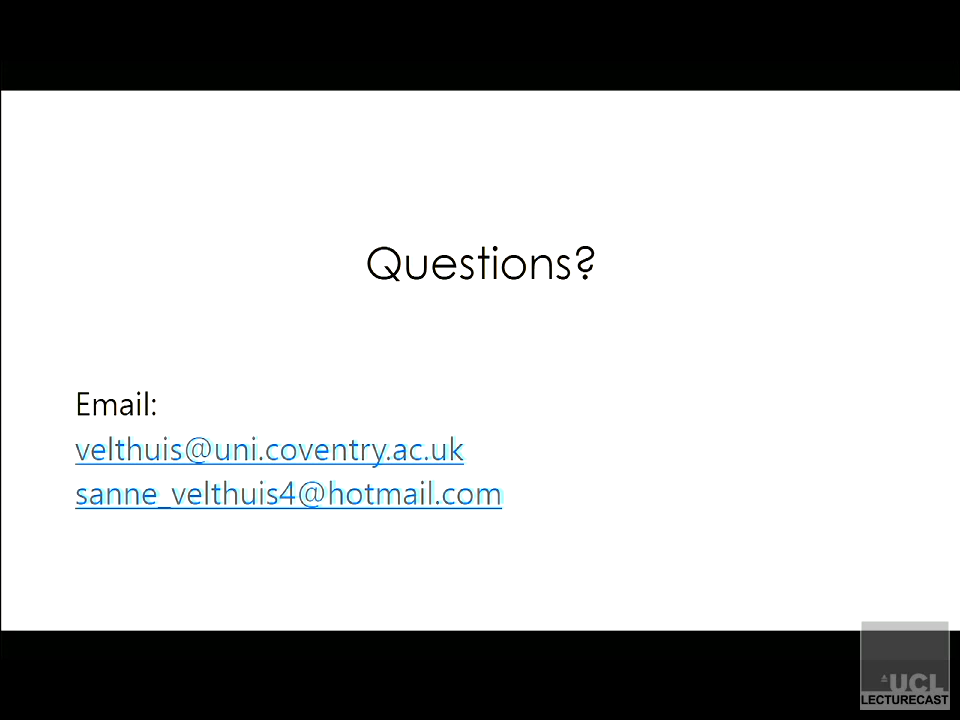 Questions?
Email:
velthuis@uni.coventry.ac.uk
sanne_velthuis4@hotmail.com
UCL
LECTURECAST